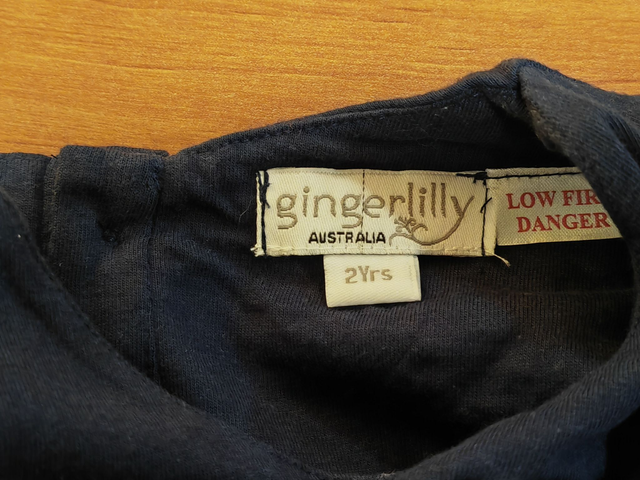 gingerlilly
AUSTRALIA
2Yrs
LOW FIR
DANGER